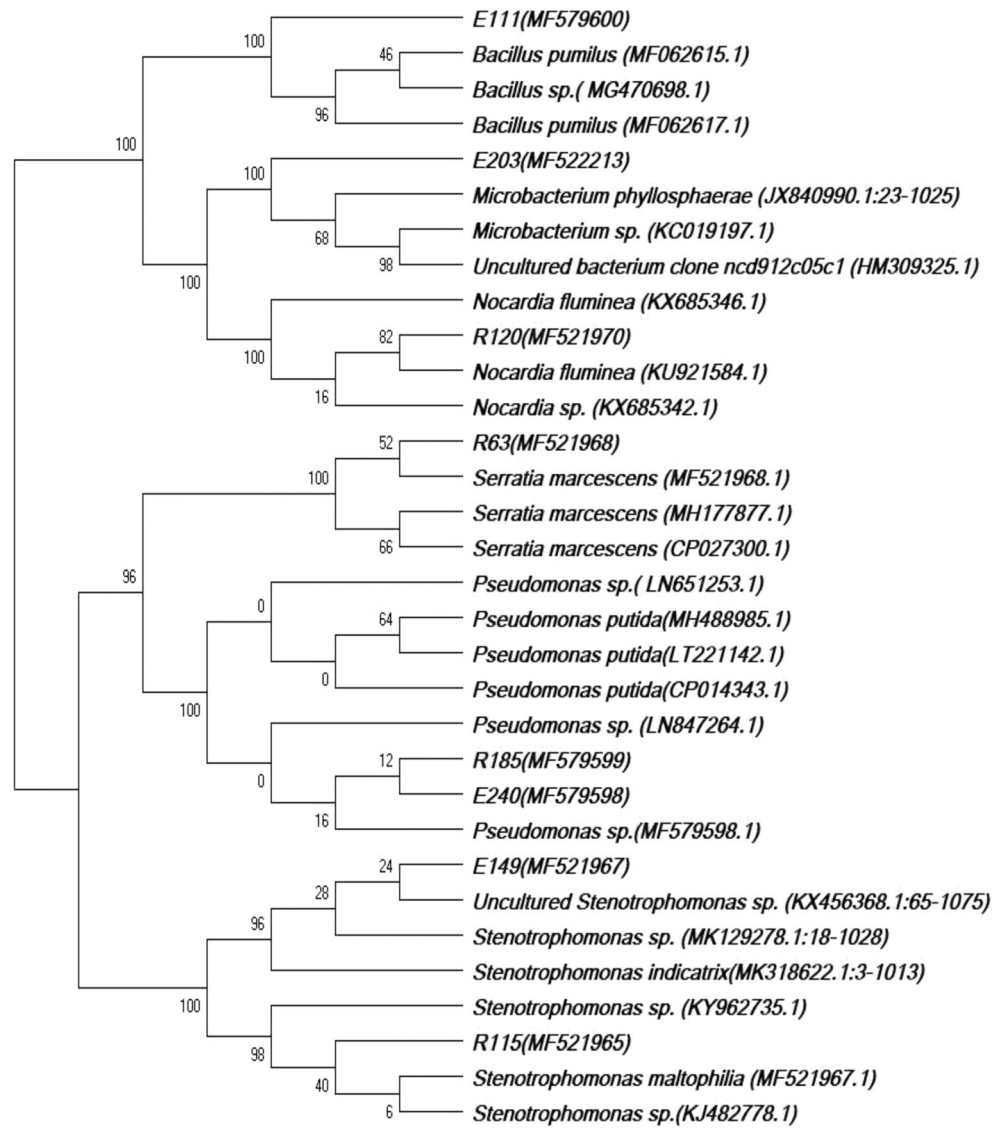 E111(MF579600)
100
Bacillus pumilus (MF062615.1)
46
Bacillus sp.( MG470698.1)
96
Bacillus pumilus (MF062617.1)
100
E203(MF522213)
100
Microbacterium phyllosphaerae (JX840990.1:23-1025)
Microbacterium sp. (KC019197.1)
68
98
Uncultured bacterium clone ncd912c05c1 (HM309325.1)
100
Nocardia fluminea (KX685346.1)
R120(MF521970)
82
100
Nocardia fluminea (KU921584.1)
16
Nocardia sp. (KX685342.1)
R63(MF521968)
52
100
Serratia marcescens (MF521968.1)
Serratia marcescens (MH177877.1)
66
Serratia marcescens (CP027300.1)
96
Pseudomonas sp.( LN651253.1)
0
Pseudomonas putida(MH488985.1)
64
Pseudomonas putida(LT221142.1)
0
Pseudomonas putida(CP014343.1)
100
Pseudomonas sp. (LN847264.1)
R185(MF579599)
12
0
E240(MF579598)
16
Pseudomonas sp.(MF579598.1)
E149(MF521967)
24
28
Uncultured Stenotrophomonas sp. (KX456368.1:65-1075)
96
Stenotrophomonas sp. (MK129278.1:18-1028)
Stenotrophomonas indicatrix(MK318622.1:3-1013)
100
Stenotrophomonas sp. (KY962735.1)
R115(MF521965)
98
Stenotrophomonas maltophilia (MF521967.1)
40
6
Stenotrophomonas sp.(KJ482778.1)